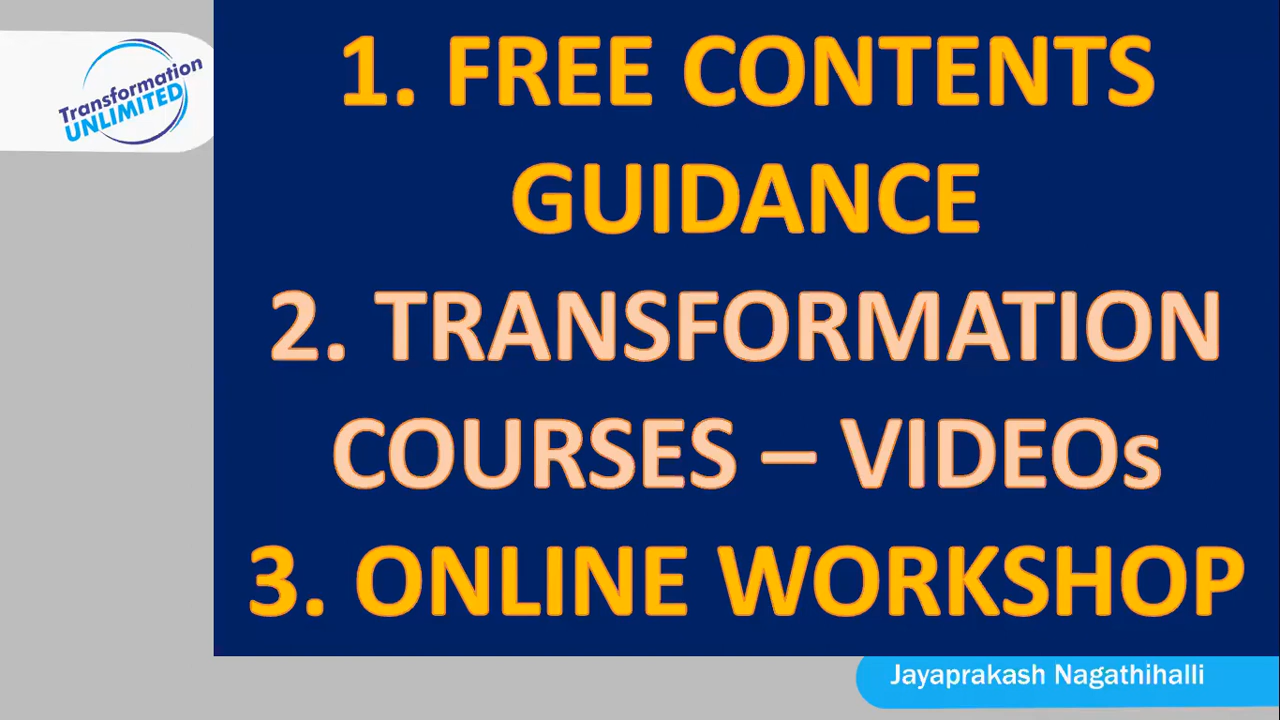 Transformation
UNLIMITED
1. FREE CONTENTS
GUIDANCE
2. TRANSFORMATION
COURSES – VIDEOs
3. ONLINE WORKSHOP
Jayaprakash Nagathihalli